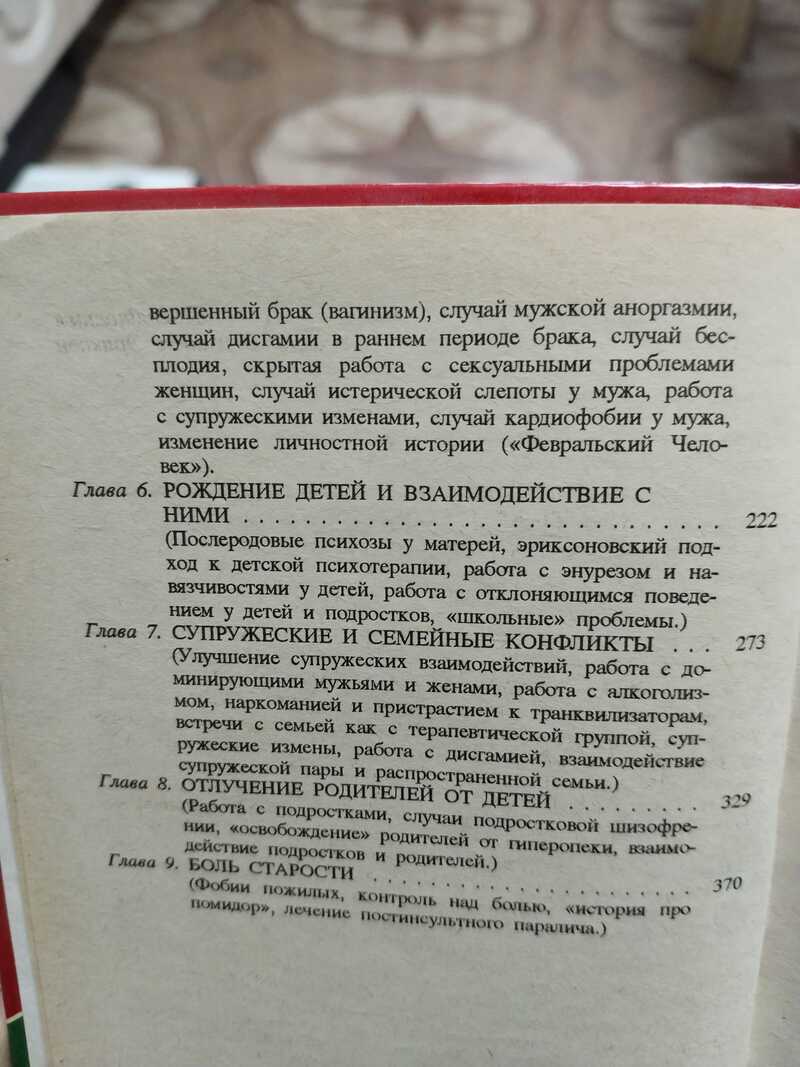 вершенный брак (вагинизм), случай мужской аноргазмии,
случай дисгамии в раннем периоде брака, случай бес-
плодия, скрытая работа с сексуальными проблемами
женщин, случай истерической слепоты у мужа, работа
с супружескими изменами, случай кардиофобии у мужа,
изменение личностной истории («Февральский Чело-
век»).
Глава 6. РОЖДЕНИЕ ДЕТЕЙ И ВЗАИМОДЕЙСТВИЕ С
НИМИ . . . . . . . . . . . . . . . . . . . . . . . . . . . . . . . 222
(Послеродовые психозы у матерей, эриксоновский под-
ход к детской психотерапии, работа с энурезом и на-
вязчивостями у детей, работа с отклоняющимся поведе-
нием у детей и подростков, «школьные» проблемы.)
Глава 7. СУПРУЖЕСКИЕ И СЕМЕЙНЫЕ КОНФЛИКТЫ . . . 273
(Улучшение супружеских взаимодействий, работа с до-
минирующими мужьями и женами, работа с алкоголиз-
мом, наркоманией и пристрастием к транквилизаторам,
встречи с семьей как с терапевтической группой, суп-
ружеские измены, работа с дисгамией, взаимодействие
супружеской пары и распространенной семьи.)
Глава 8. ОТЛУЧЕНИЕ РОДИТЕЛЕЙ ОТ ДЕТЕЙ . . . . . . . . . 329
(Работа с подростками, случаи подростковой шизофре-
нии, «освобождение» родителей от гиперопеки, взаимо-
действие подростков и родителей.)
Глава 9. БОЛЬ СТАРОСТИ . . . . . . . . . . . . . . . . . . . . . 370
(Фобии пожилых, контроль над болью, «история про
помидор», лечение постинсультного паралича.)